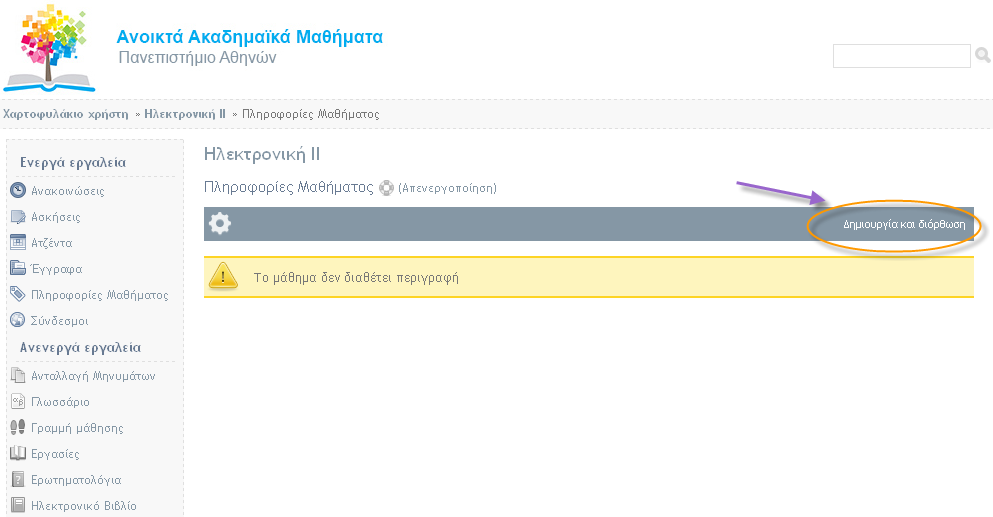 Ανοικτά Ακαδημαϊκά Μαθήματα
Πανεπιστήμιο Αθηνών
Χαρτοφυλάκιο χρήστη » Ηλεκτρονική ΙΙ » Πληροφορίες Μαθήματος
Ενεργά εργαλεία
Ανακοινώσεις
Ασκήσεις
Ατζέντα
Έγγραφα
Πληροφορίες Μαθήματος
Σύνδεσμοι
Ανενεργά εργαλεία
Ανταλλαγή Μηνυμάτων
Γλωσσάριο
Γραμμή μάθησης
Εργασίες
Ερωτηματολόγια
Ηλεκτρονικό Βιβλίο
Ηλεκτρονική ΙΙ
Πληροφορίες Μαθήματος (Απενεργοποίηση)
Δημιουργία και διόρθωση
Το μάθημα δεν διαθέτει περιγραφή